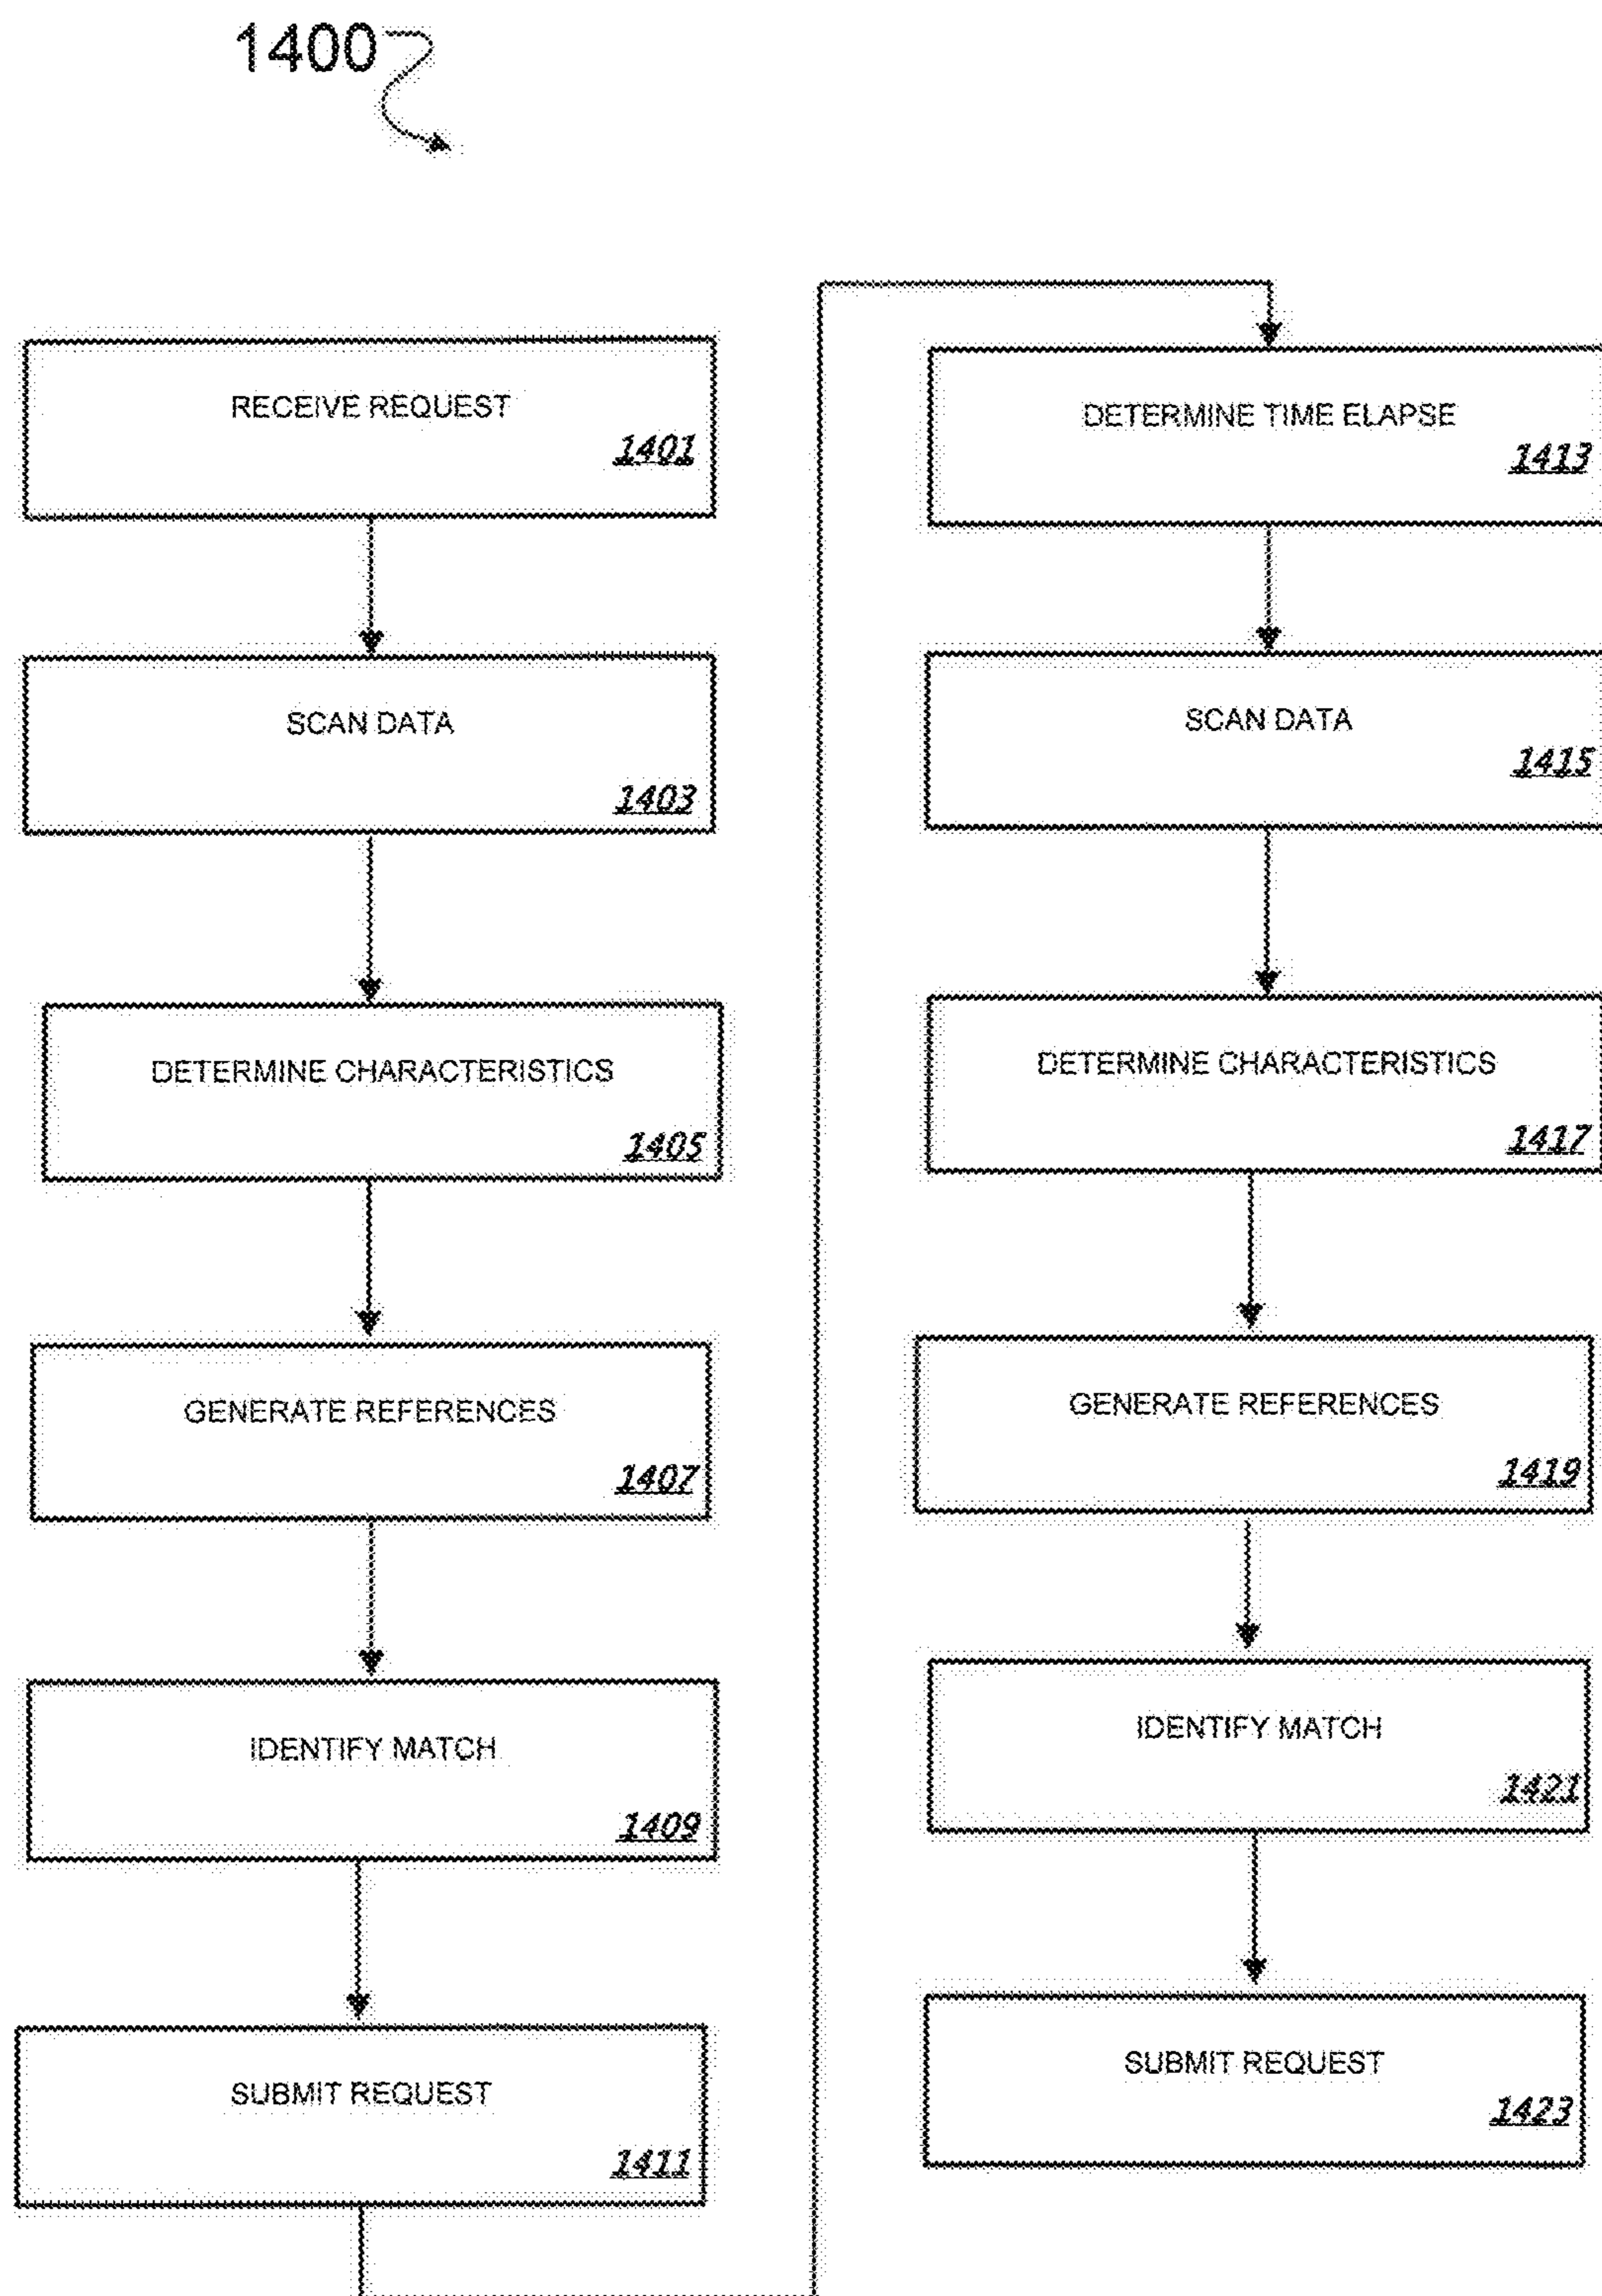 1400
RECEIVE REQUEST
1401
SCAN DATA
1403
DETERMINE CHARACTERISTICS
1405
GENERATE REFERENCES
1407
IDENTIFY MATCH
1409
SUBMIT REQUEST
1411
DETERMINE TIME ELAPSE
1413
SCAN DATA
1415
DETERMINE CHARACTERISTICS
1417
GENERATE REFERENCES
1419
IDENTIFY MATCH
1421
SUBMIT REQUEST
1423